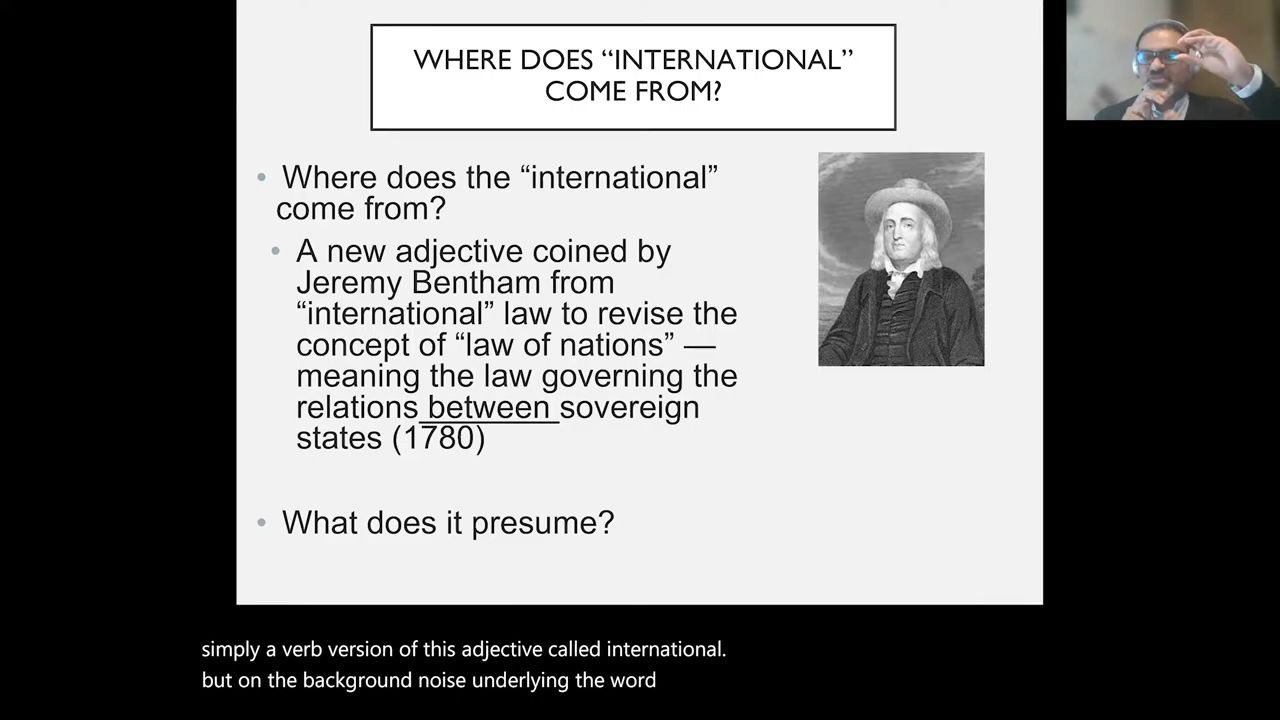 WHERE DOES “INTERNATIONAL”
COME FROM?
• Where does the “international”
come from?
• A new adjective coined by
Jeremy Bentham from
“international” law to revise the
concept of “law of nations” —
meaning the law governing the
relations between sovereign
states (1780)
• What does it presume?
simply a verb version of this adjective called international.
but on the background noise underlying the word